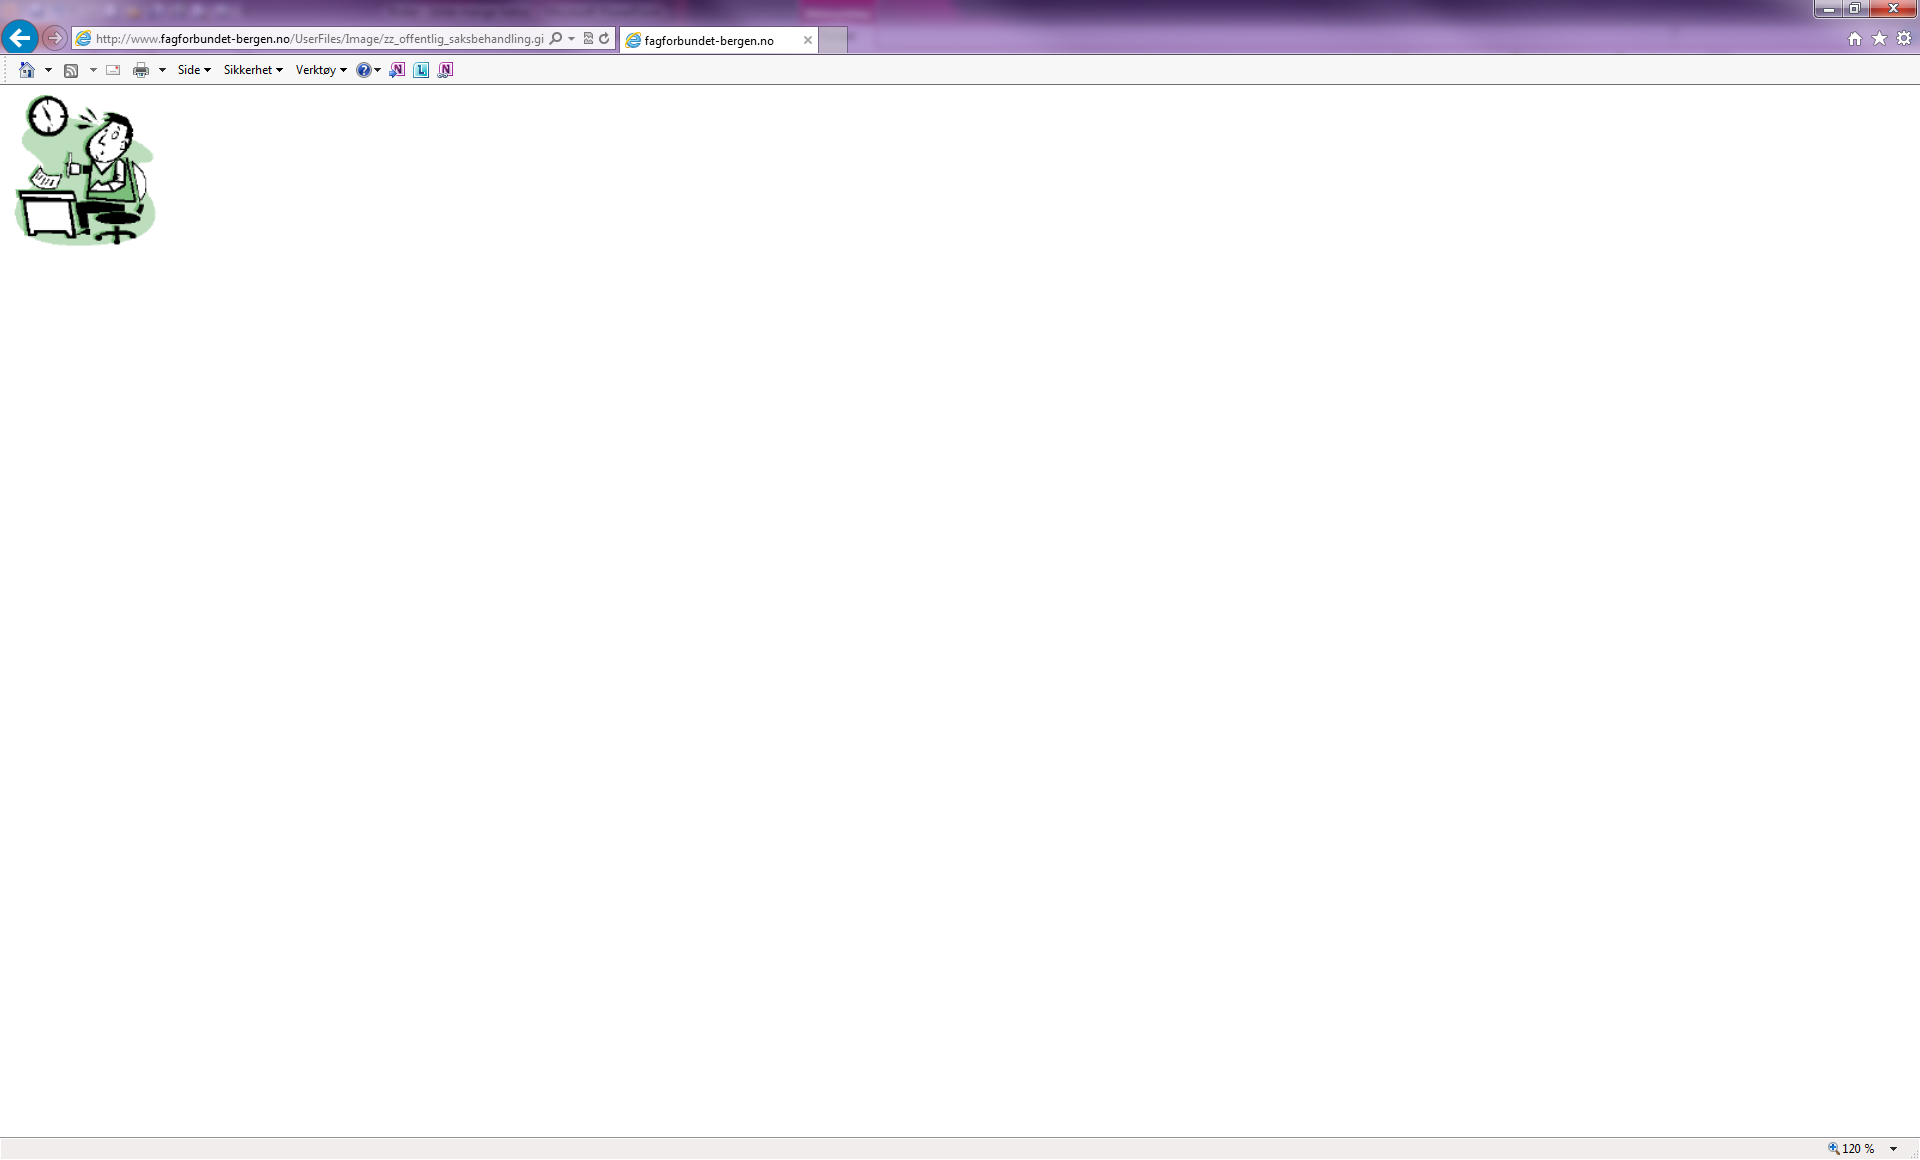 http://www.fagforbundet-bergen.no/UserFiles/Image/zz_offentlig_saksbehandling.gi
fagforbundet-bergen.no
Side
Sikkerhet
Verktøy
120 %